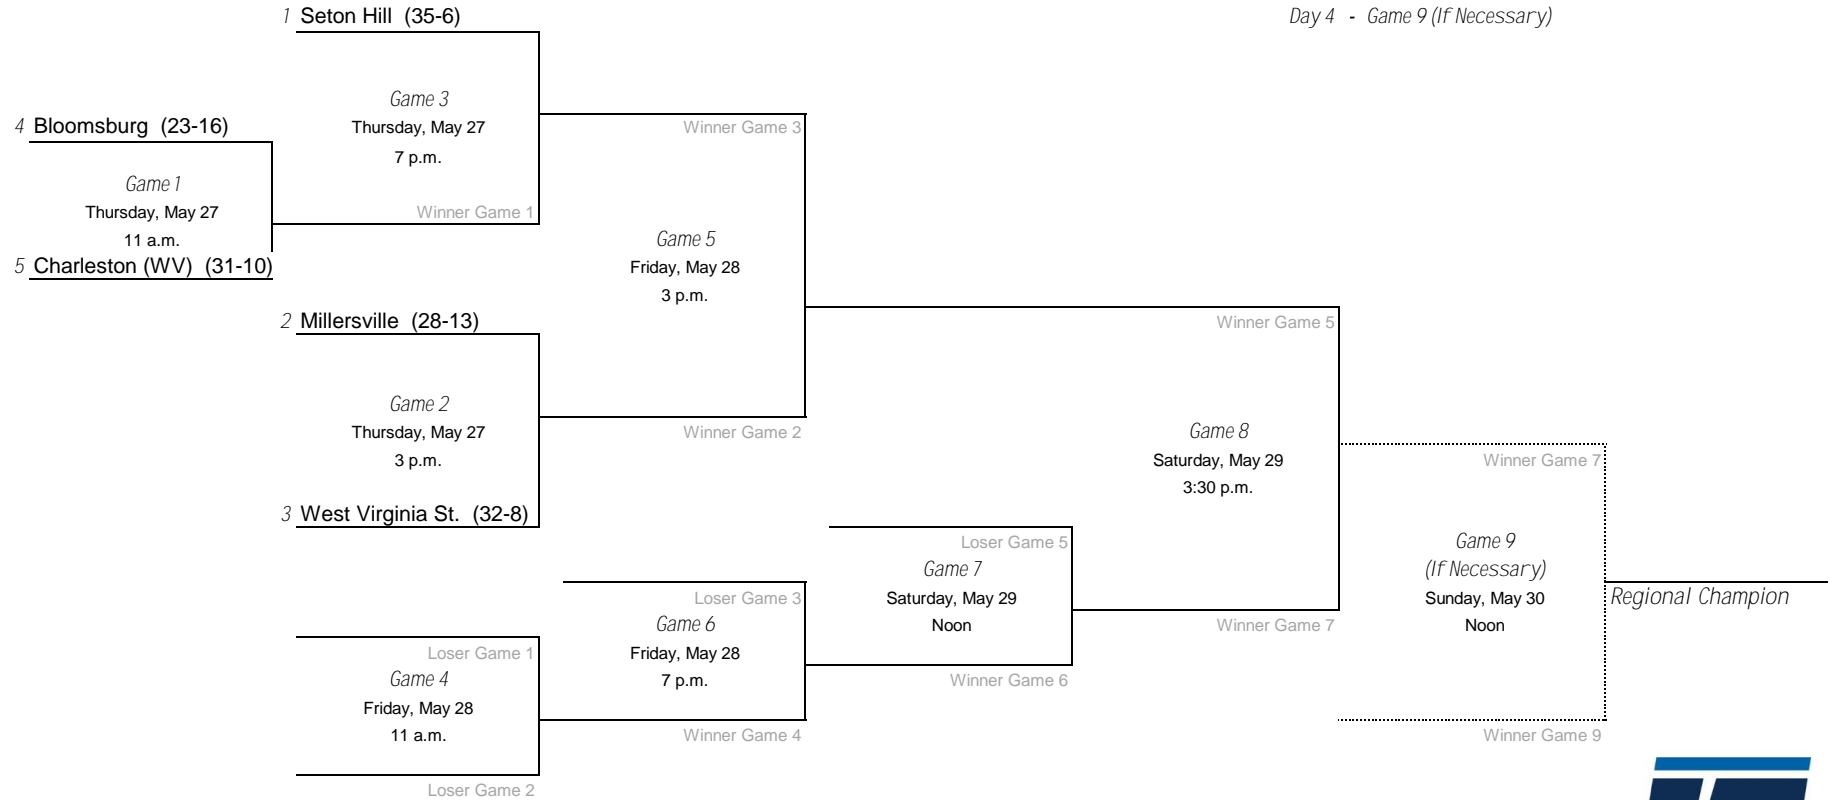 1 Seton Hill (35-6)
Day 4 - Game 9 (If Necessary)
Game 3
Thursday, May 27
7 p.m.
Winner Game 3
4 Bloomsburg (23-16)
Game 1
Thursday, May 27
11 a.m.
Winner Game 1
5 Charleston (WV) (31-10)
Game 5
Friday, May 28
3 p.m.
2 Millersville (28-13)
Winner Game 5
Game 2
Thursday, May 27
3 p.m.
Winner Game 2
3 West Virginia St. (32-8)
Game 8
Saturday, May 29
3:30 p.m.
Winner Game 7
Loser Game 5
Game 7
Saturday, May 29
Noon
Winner Game 7
Game 9
(If Necessary)
Sunday, May 30
Noon
Regional Champion
Loser Game 3
Game 6
Friday, May 28
7 p.m.
Winner Game 6
Loser Game 1
Game 4
Friday, May 28
11 a.m.
Winner Game 4
Winner Game 9
Loser Game 2